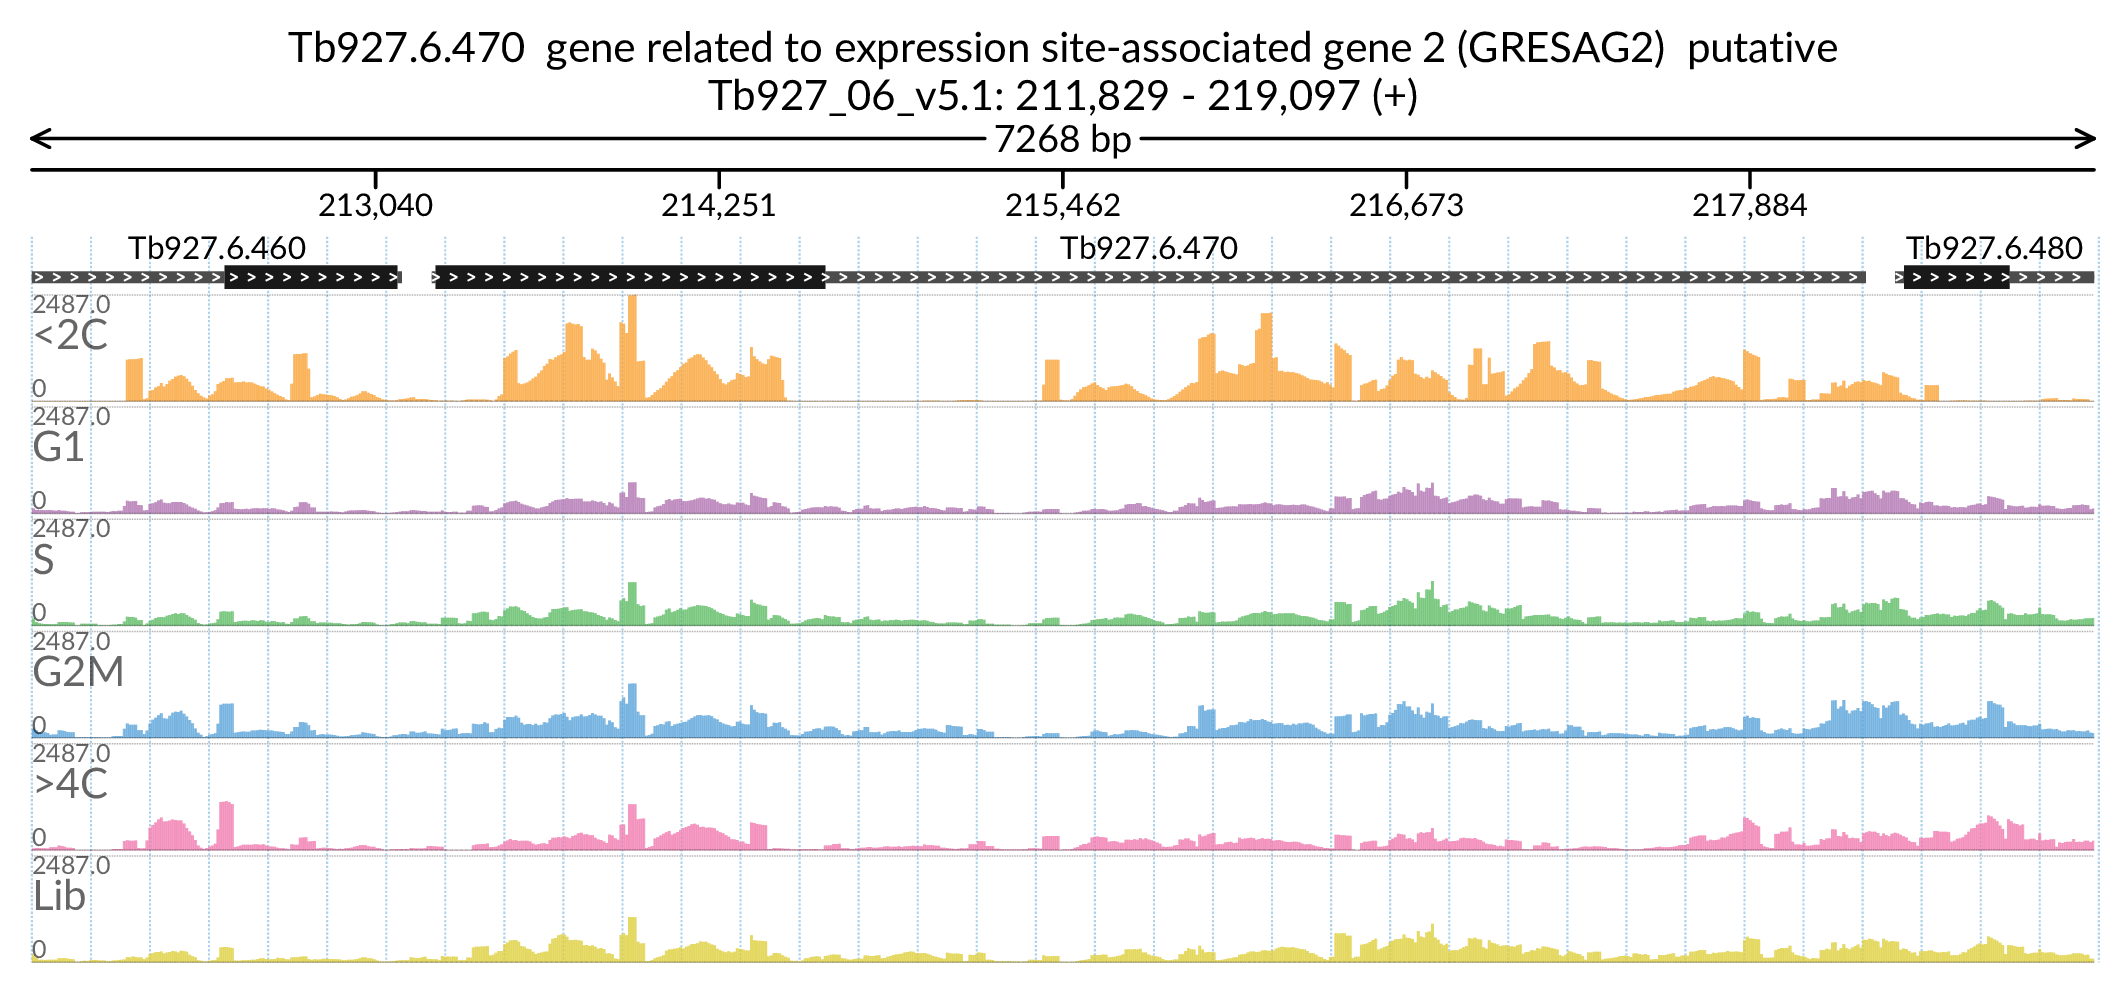 Tb927.6.470  gene related to expression site-associated gene 2 (GRESAG2)  putative
Tb927_06_v5.1: 211,829 - 219,097 (+)
7268 bp
213,040 214,251 215,462 216,673 217,884
Tb927.6.460 Tb927.6.470 Tb927.6.480
2487.0
<2C
0
2487.0
G1
0
2487.0
S
0
2487.0
G2M
0
2487.0
>4C
0
2487.0
Lib
0